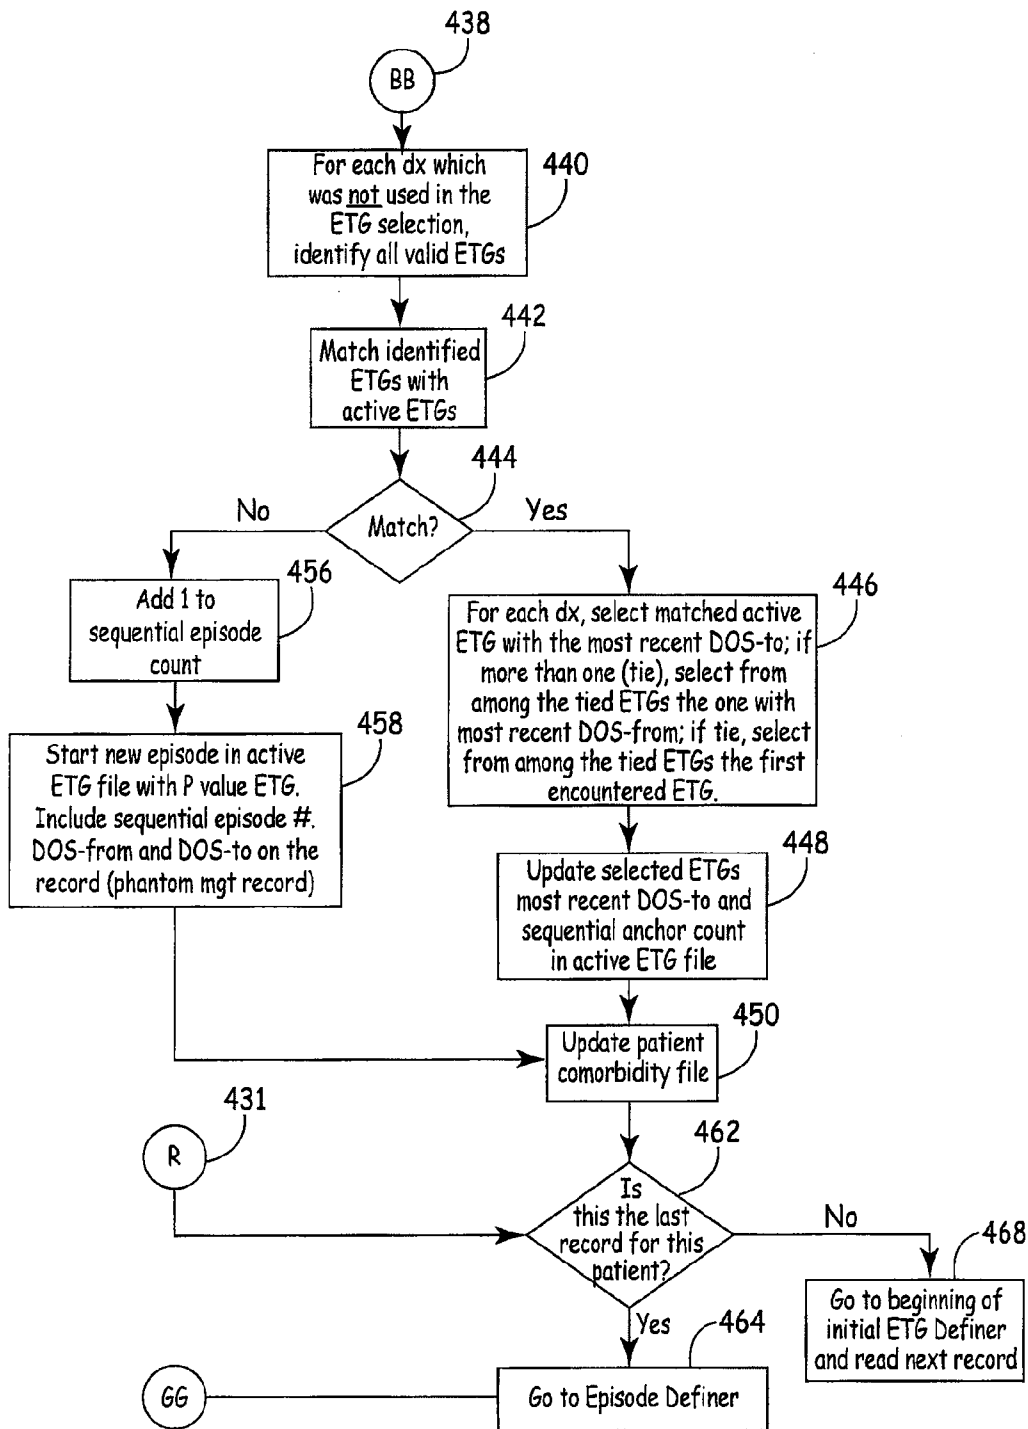 438
BB
For each dx which
was not used in the
ETG selection,
identify all valid ETGs
440
Match identified
ETGs with
active ETGs
442
Match?
444
No
Yes
Add 1 to
sequential episode
count
456
For each dx, select matched active
ETG with the most recent DOS-to; if
more than one (tie), select from
among the tied ETGs the one with
most recent DOS-from; if tie, select
from among the tied ETGs the first
encountered ETG.
446
Start new episode in active
ETG file with P value ETG.
Include sequential episode #.
DOS-from and DOS-to on the
record (phantom mgt record)
458
Update selected ETGs
most recent DOS-to and
sequential anchor count
in active ETG file
448
Update patient
comorbidity file
450
R
431
Is
this the last
record for this
patient?
462
No
Yes
Go to beginning of
initial ETG Definer
and read next record
468
GG
Go to Episode Definer
464